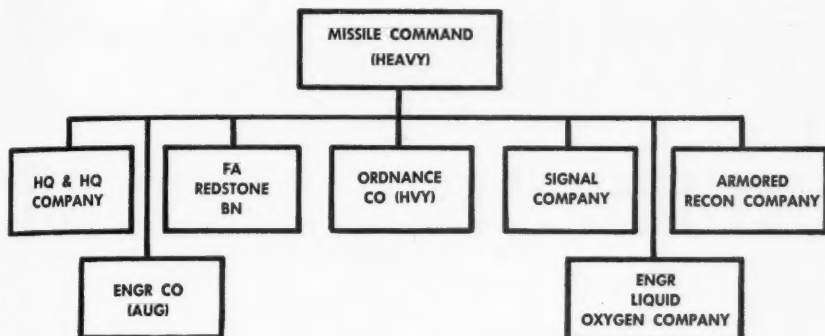 MISSILE COMMAND
(HEAVY)
HQ & HQ
COMPANY
FA
REDSTONE
BN
ORDNANCE
CO (HVY)
SIGNAL
COMPANY
ARMORED
RECON COMPANY
ENGR CO
(AUG)
ENGR
LIQUID
OXYGEN COMPANY